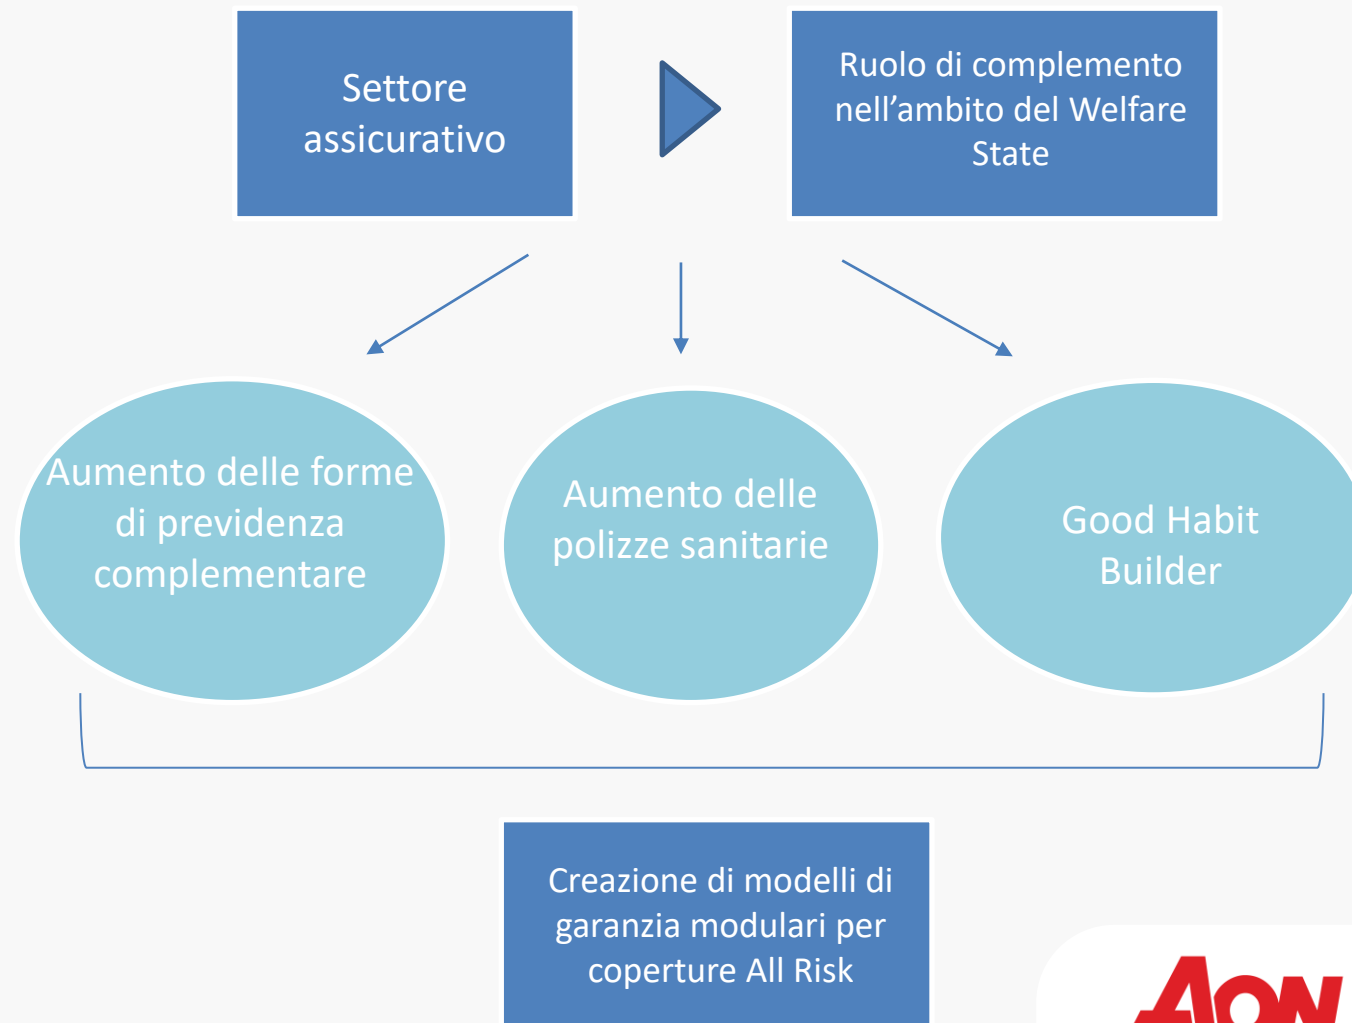 Settore
assicurativo
Ruolo di complemento
nell’ambito del Welfare
State
Aumento delle forme
di previdenza
complementare
Aumento delle
polizze sanitarie
Good Habit
Builder
Creazione di modelli di
garanzia modulari per
coperture All Risk
AON